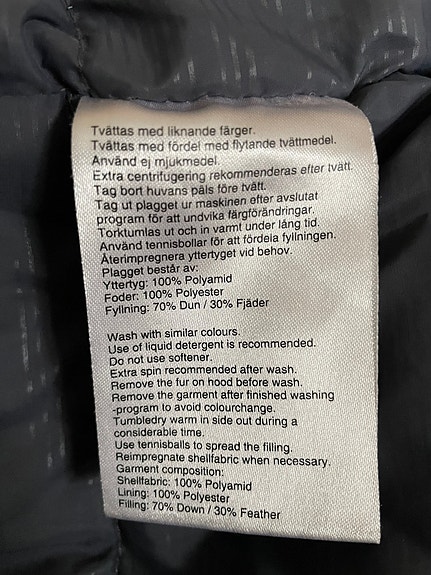 Tvättas med liknande färger.
Tvättas med fördel med flytande tvättmedel.
Använd ej mjukmedel.
Extra centrifugering rekommenderas efter tvätt.
Tag bort huvans päls före tvätt.
Tag ut plagget ur maskinen efter avslutat
program för att undvika färgförändringar.
Torktumlas ut och in varmt under lång tid.
Använd tennisbollar för att fördela fyllningen.
Återimpregnera yttertyget vid behov.
Plagget består av:
Yttertyg: 100% Polyamid
Foder: 100% Polyester
Fyllning: 70% Dun / 30% Fjäder
Wash with similar colours.
Use of liquid detergent is recommended.
Do not use softener.
Extra spin recommended after wash.
Remove the fur on hood before wash.
Remove the garment after finished washing
-program to avoid colourchange.
Tumbledry warm in side out during a
considerable time.
Use tennisballs to spread the filling.
Reimpregnate shellfabric when necessary.
Garment composition:
Shellfabric: 100% Polyamid
Lining: 100% Polyester
Filling: 70% Down / 30% Feather